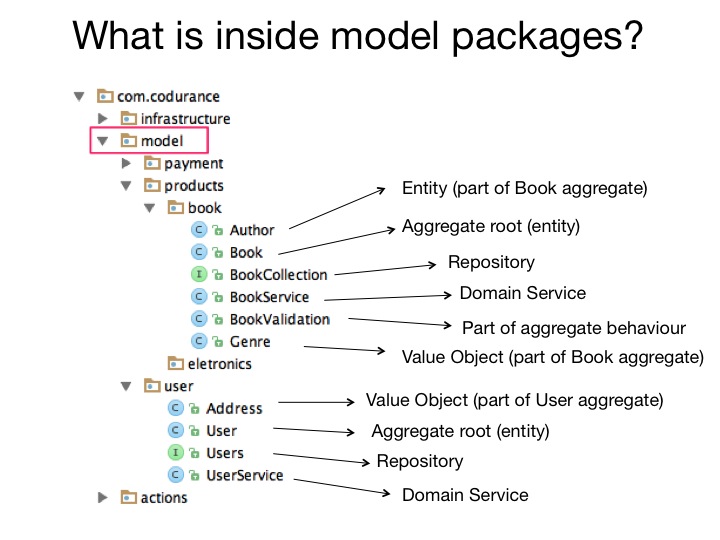 What is inside model packages?
com.codurance
infrastructure
model
payment
products
book
Author
Entity (part of Book aggregate)
Book
Aggregate root (entity)
BookCollection
Repository
BookService
Domain Service
BookValidation
Part of aggregate behaviour
Genre
Value Object (part of Book aggregate)
eletronics
user
Address
Value Object (part of User aggregate)
User
Aggregate root (entity)
Users
Repository
UserService
Domain Service
actions